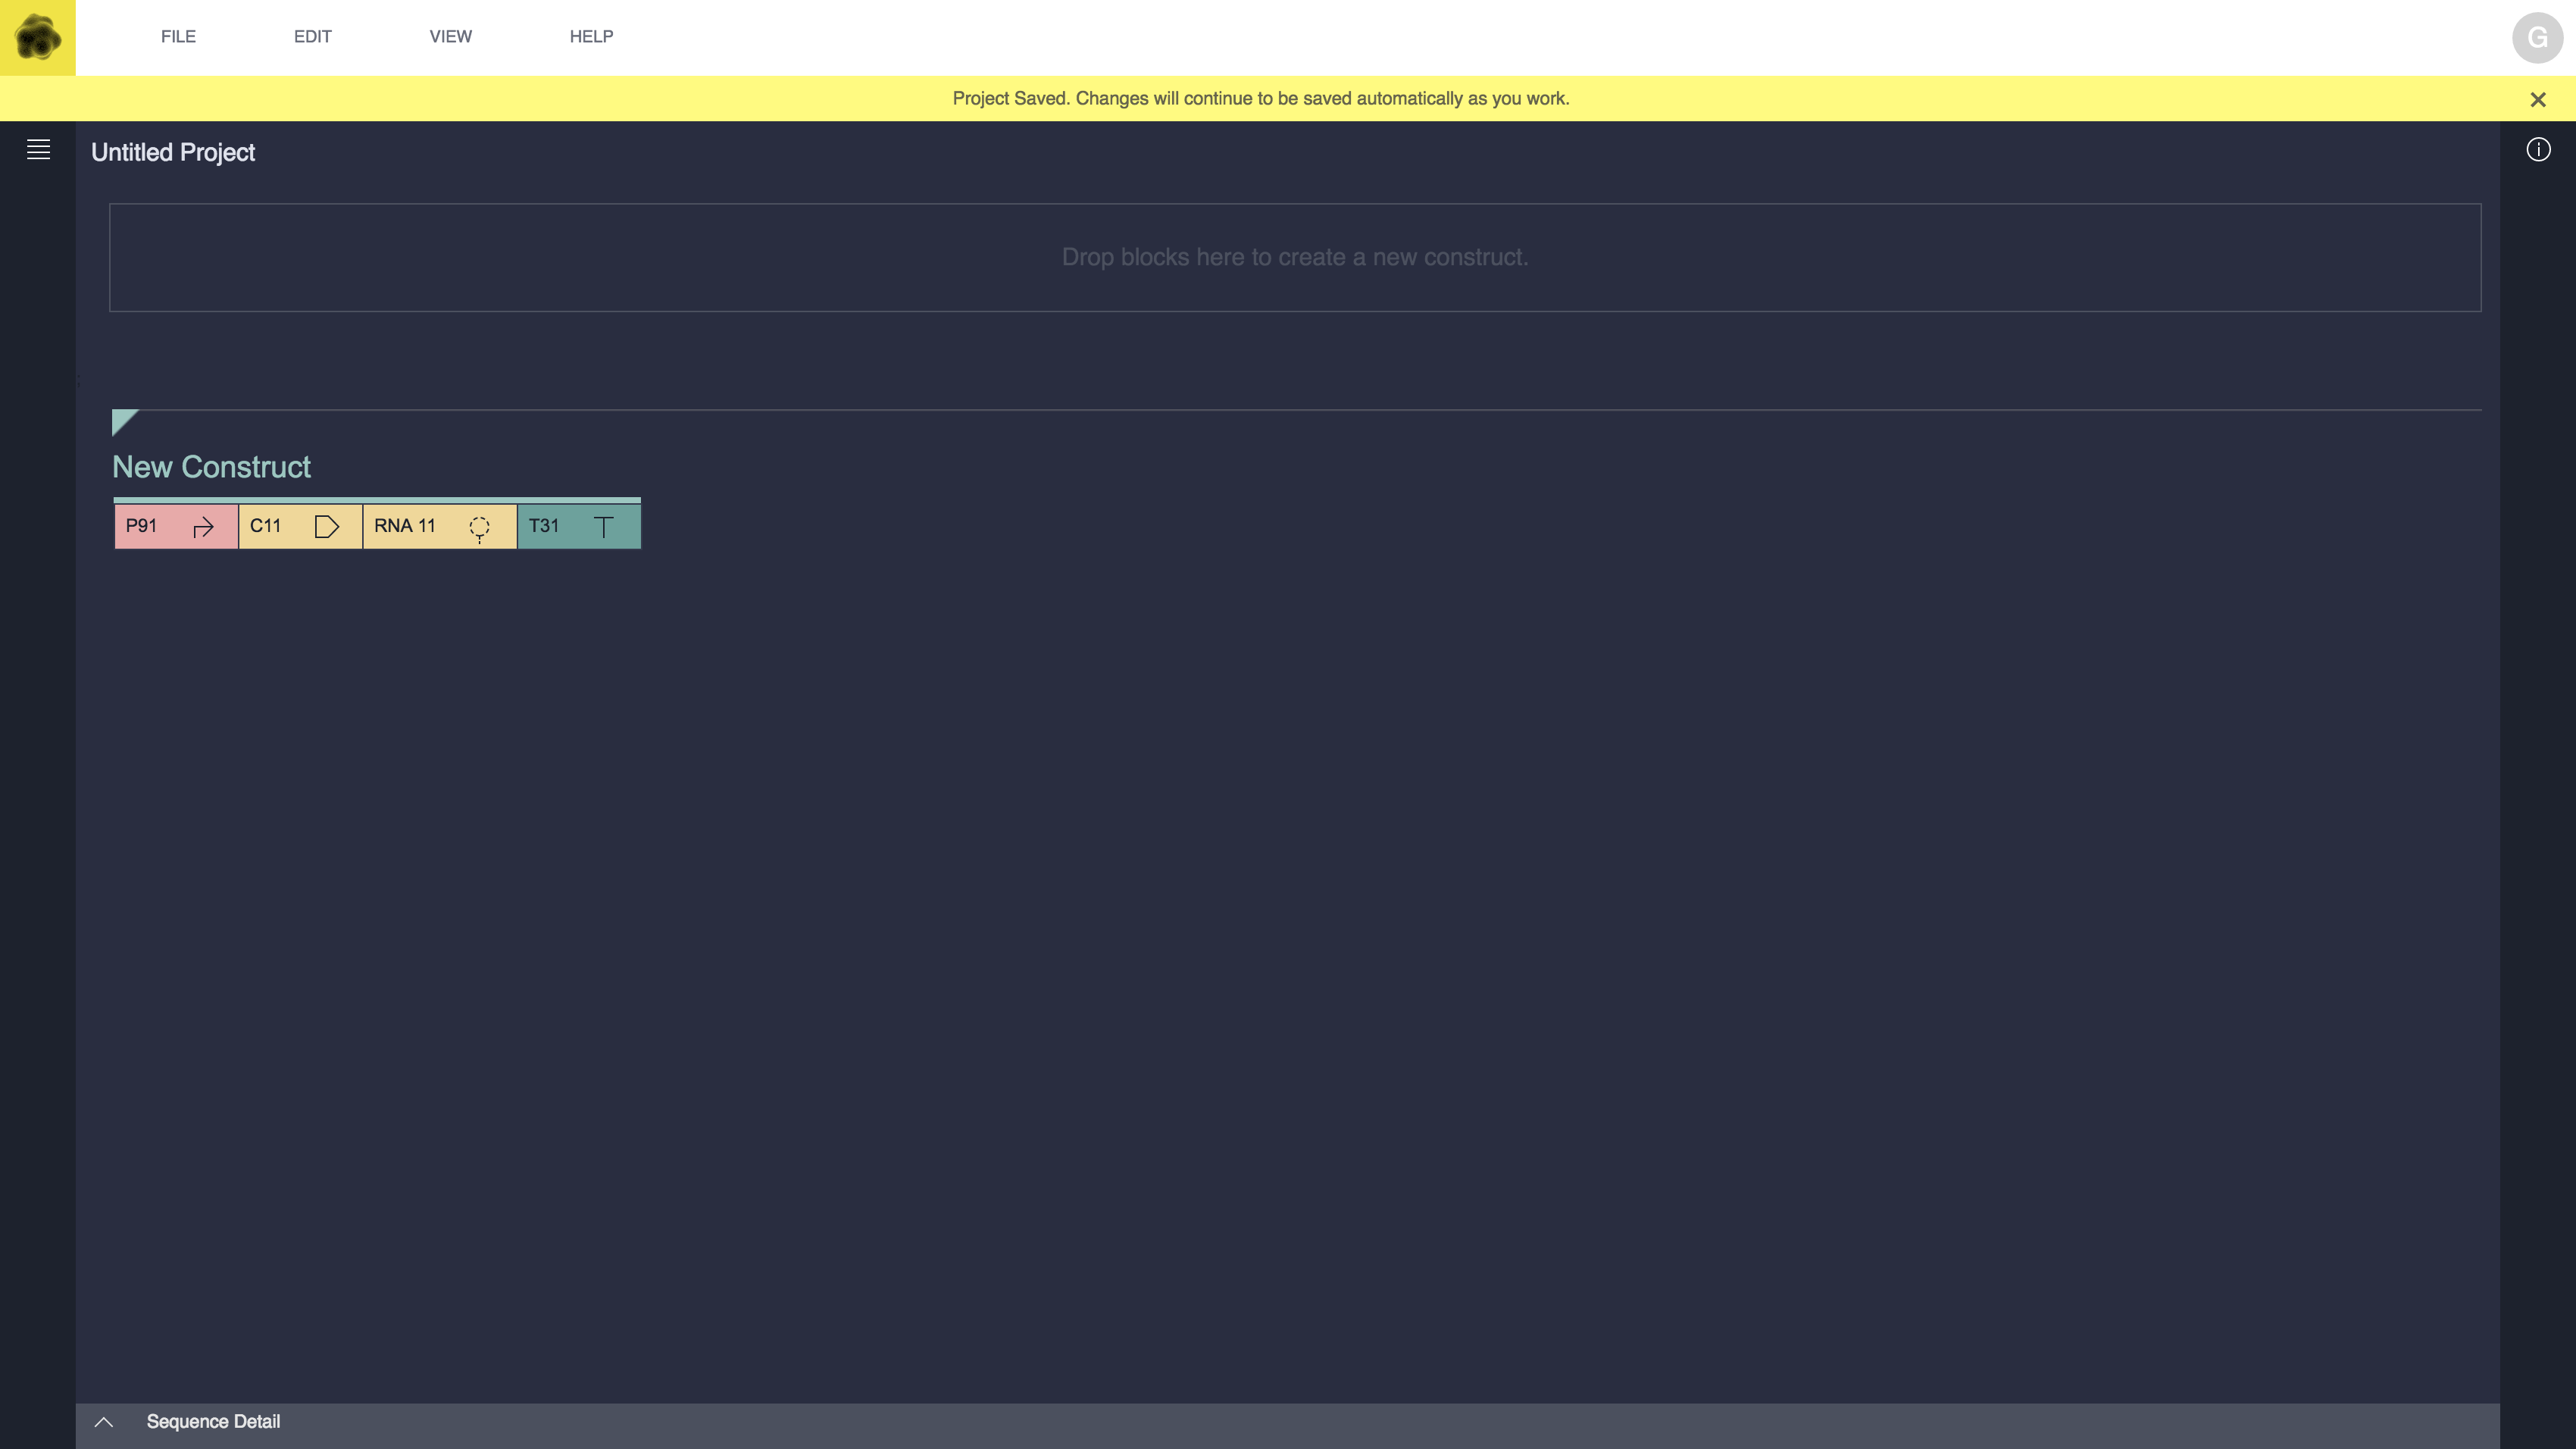 FILE EDIT VIEW HELP G
Project Saved. Changes will continue to be saved automatically as you work.
Untitled Project
Drop blocks here to create a new construct.
New Construct
P91 C11 RNA 11 T31
Sequence Detail